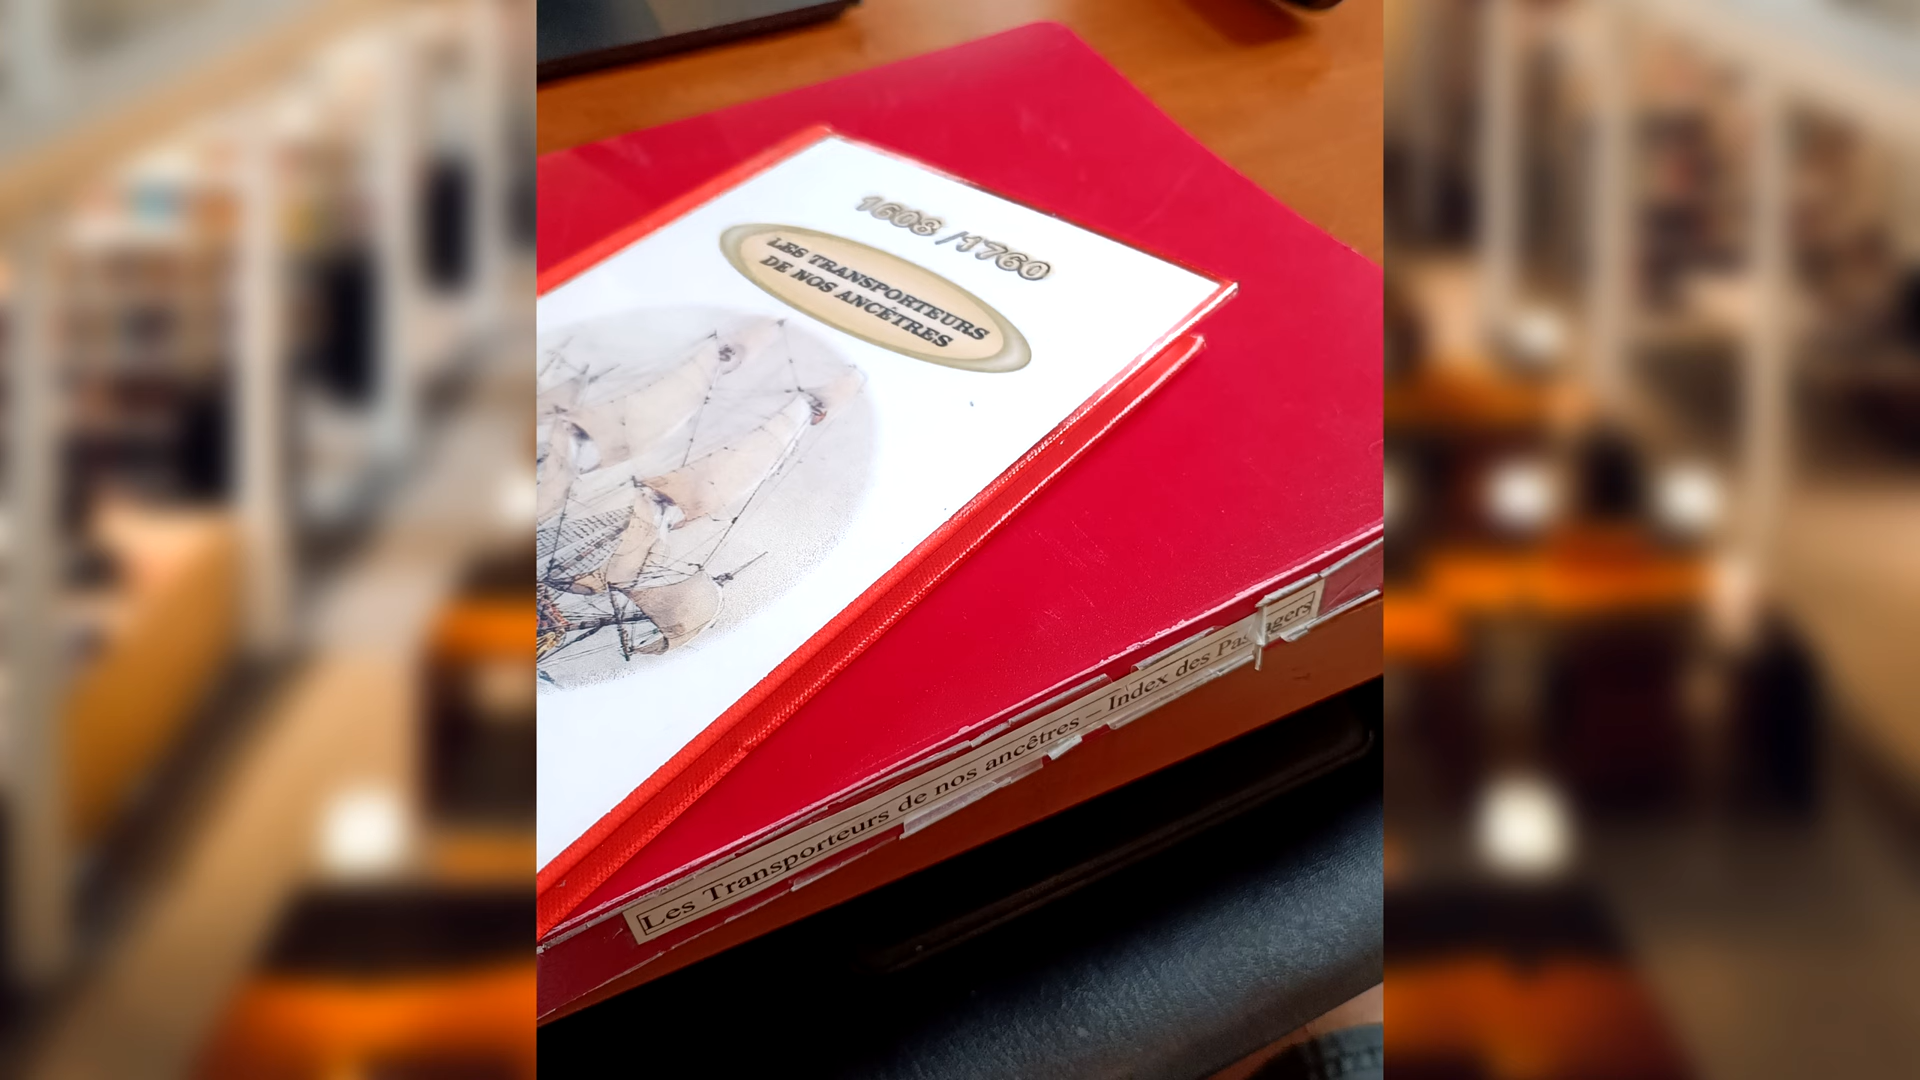 1608 / 1760
LES TRANSPORTEURS
DE NOS ANCÊTRES
Les Transporteurs de nos ancêtres – Index des Passagers